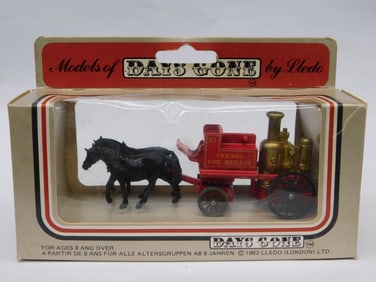 Models of DAYS GONE by Lledo
27
CHICAGO
FIRE BRIGADE
DAYS GONE
FOR AGES 8 AND OVER
A PARTIR DE 8 ANS FÜR ALLE ALTERSGRUPPEN AB 8 JAHREN © 1983 LLEDO (LONDON) LTD.